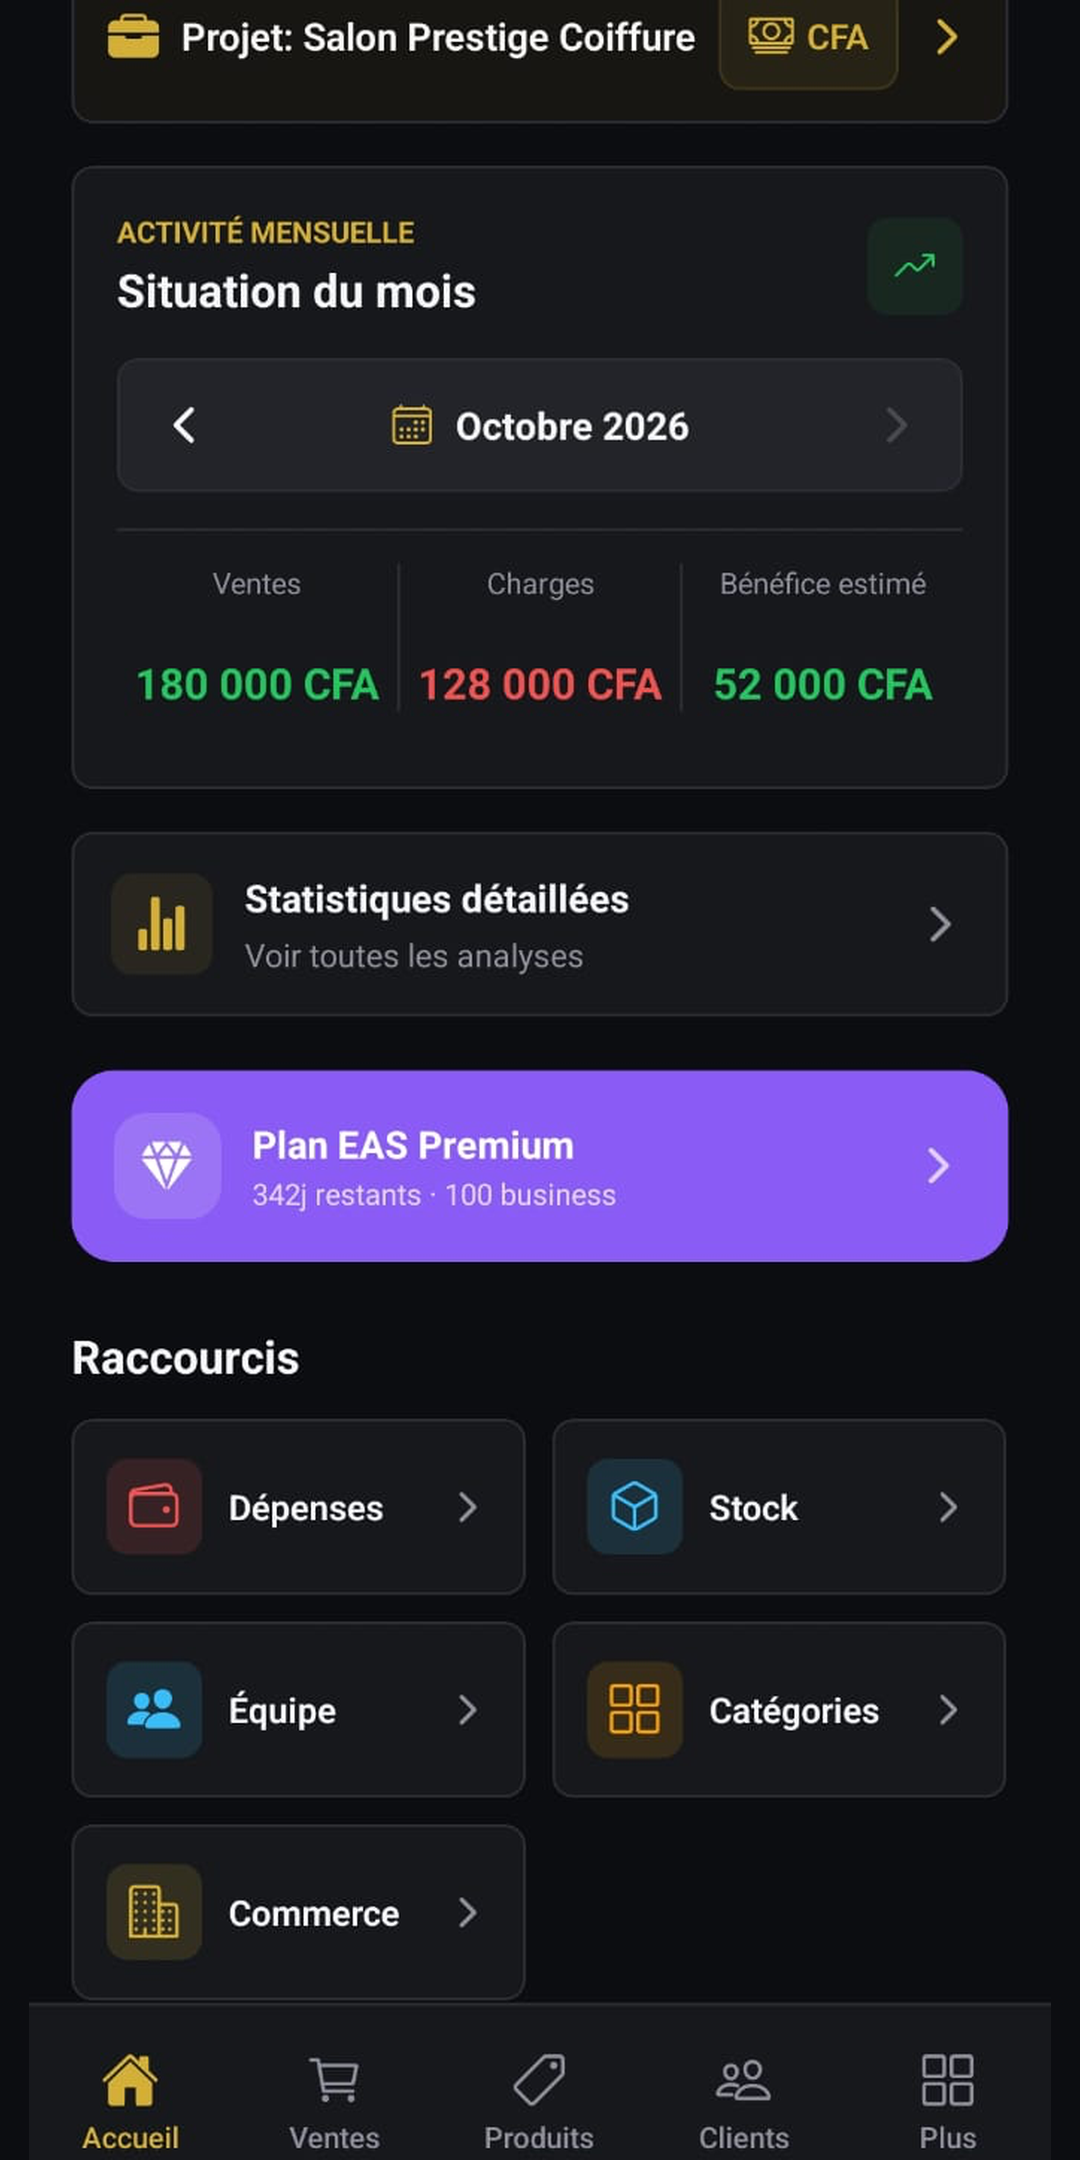 Projet: Salon Prestige Coiffure
CFA
ACTIVITÉ MENSUELLE
Situation du mois
Octobre 2026
Ventes
Charges
Bénéfice estimé
180 000 CFA
128 000 CFA
52 000 CFA
Statistiques détaillées
Voir toutes les analyses
Plan EAS Premium
342j restants · 100 business
Raccourcis
Dépenses
Stock
Équipe
Catégories
Commerce
Accueil
Ventes
Produits
Clients
Plus